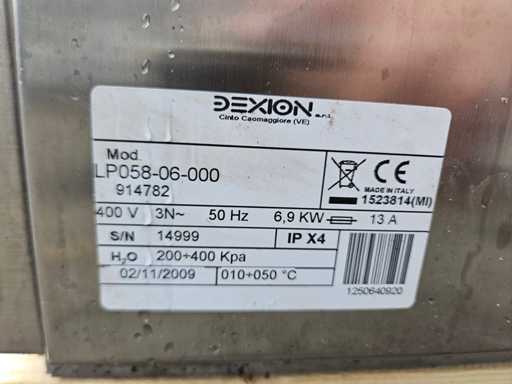 DEXION s.r.l.
Cinto Caomaggiore (VE)
Mod.
LP058-06-000
914782
CE
MADE IN ITALY
1523814(MI)
400 V 3N~ 50 Hz 6,9 KW 13 A
S/N 14999 IP X4
H₂O 200÷400 Kpa
02/11/2009 010÷050 °C
1250640920